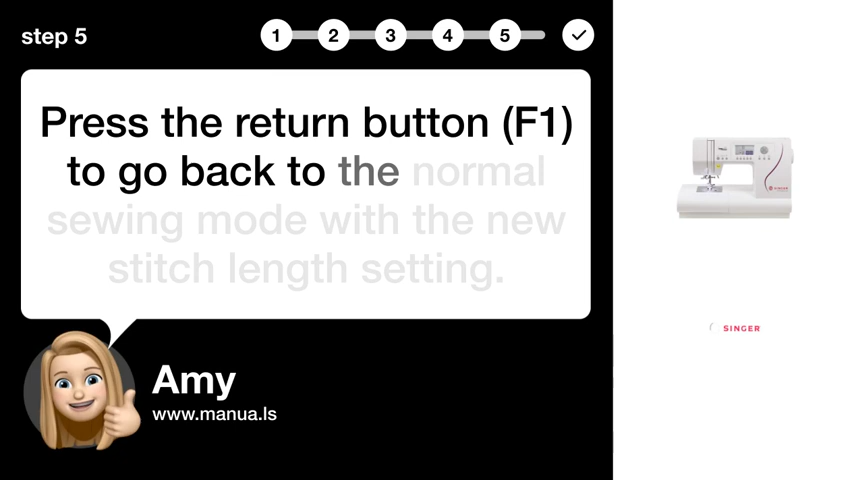 step 5
1 2 3 4 5
Press the return button (F1)
to go back to the normal
sewing mode with the new
stitch length setting.
Amy
www.manua.ls
SINGER